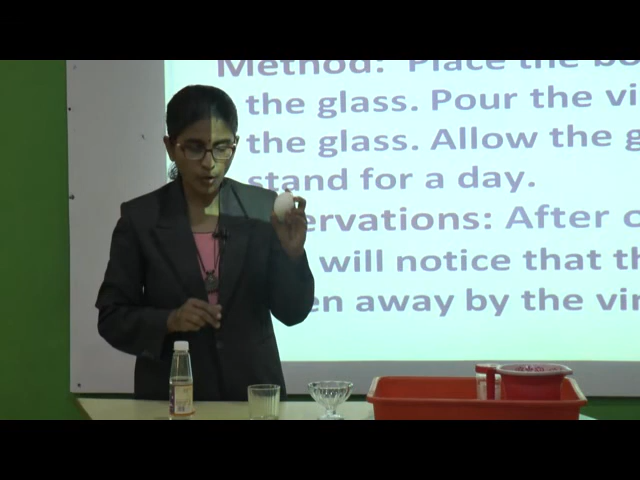 Method: Place the bo
the glass. Pour the vi
the glass. Allow the g
stand for a day.
ervations: After o
will notice that th
en away by the vin